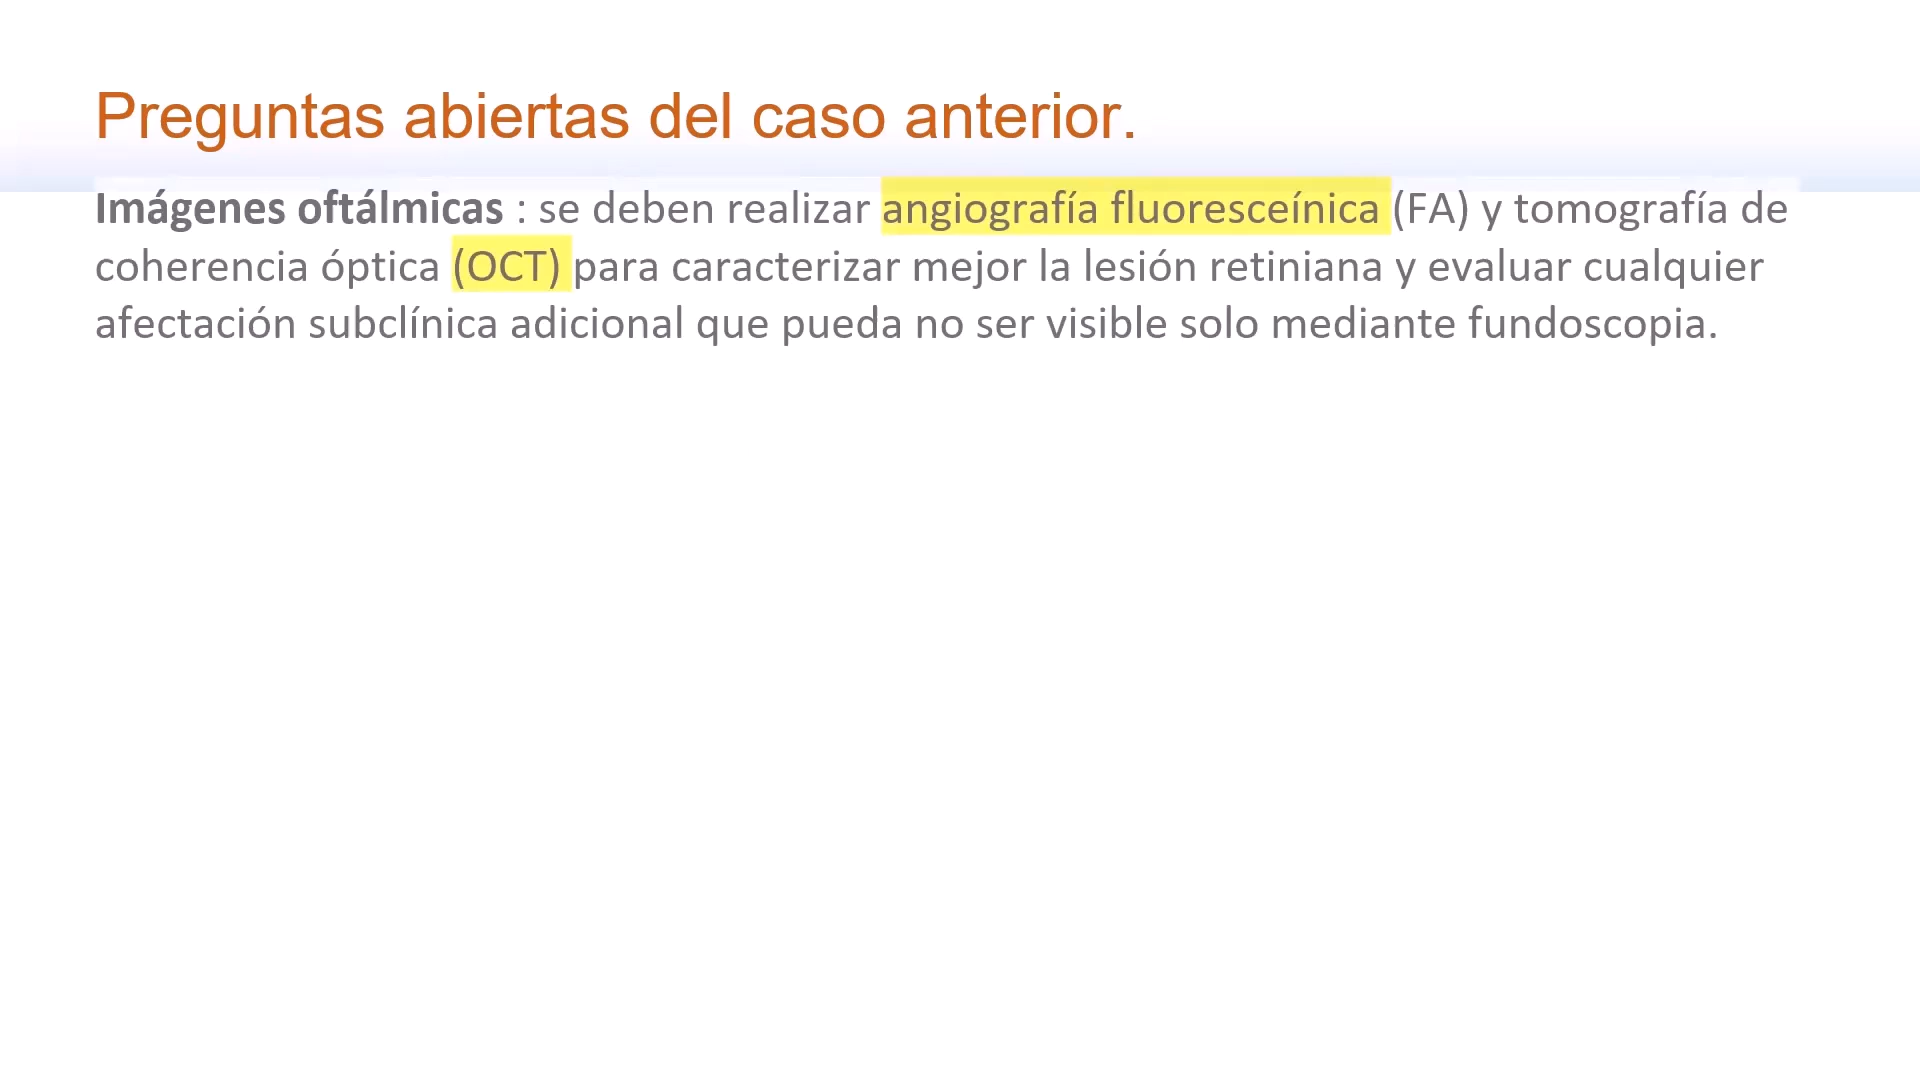 Preguntas abiertas del caso anterior.
Imágenes oftálmicas : se deben realizar angiografía fluoresceínica (FA) y tomografía de
coherencia óptica (OCT) para caracterizar mejor la lesión retiniana y evaluar cualquier
afectación subclínica adicional que pueda no ser visible solo mediante fundoscopia.